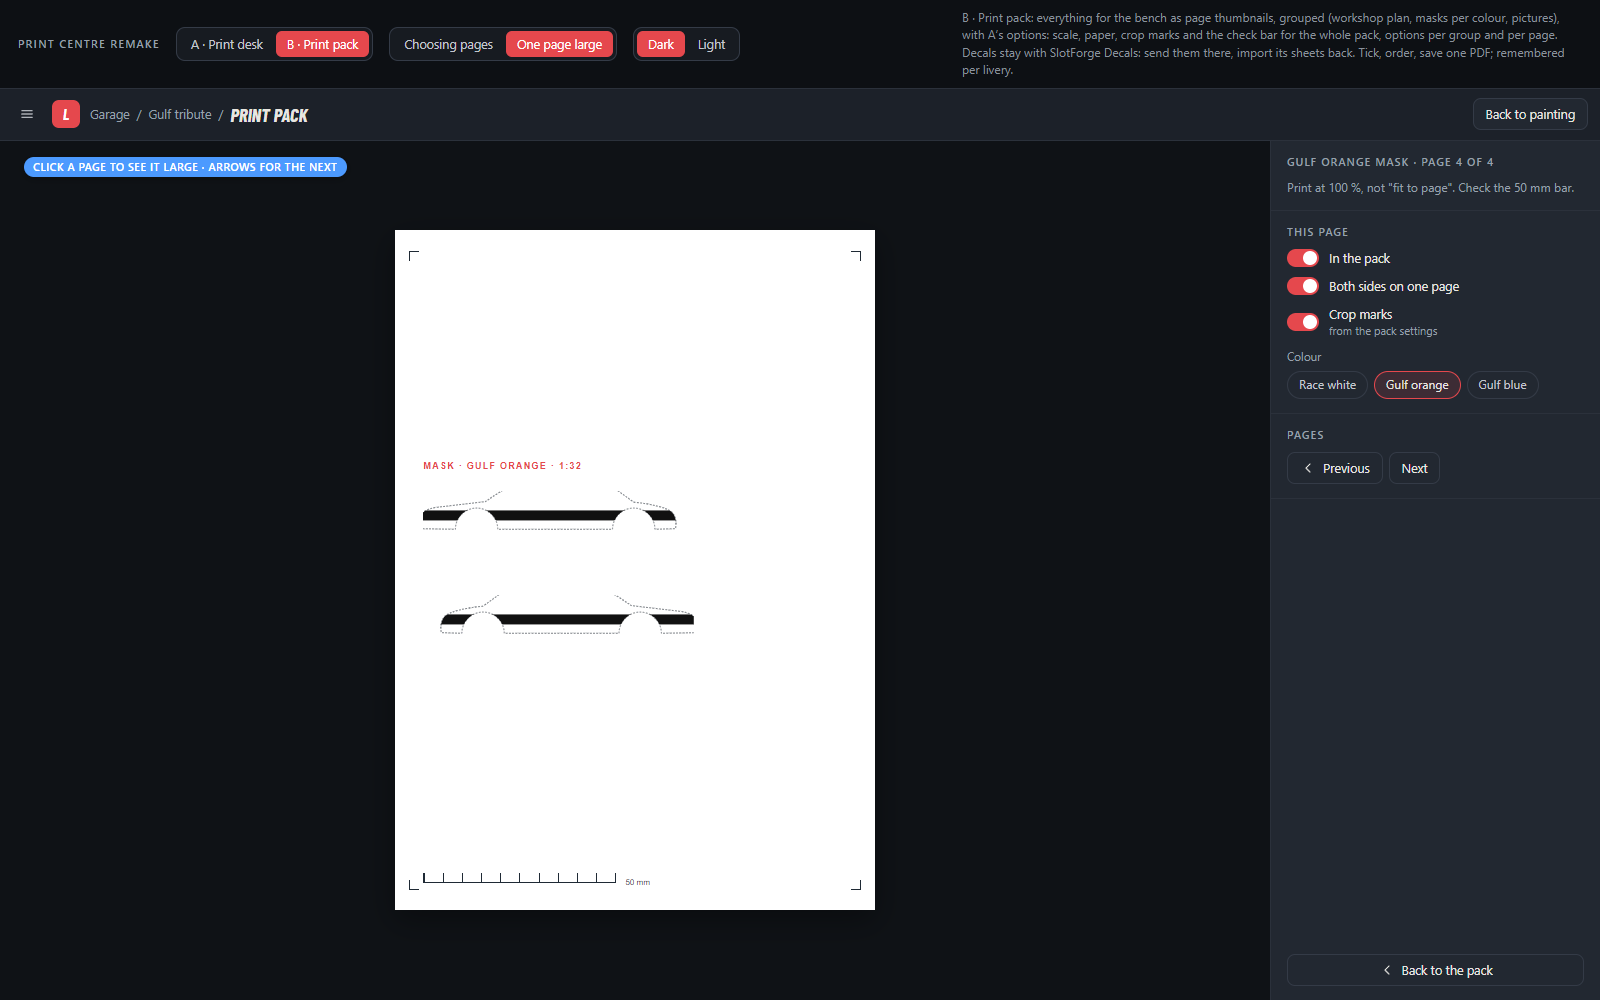 PRINT CENTRE REMAKE
A · Print desk
B · Print pack
Choosing pages
One page large
Dark
Light
B · Print pack: everything for the bench as page thumbnails, grouped (workshop plan, masks per colour, pictures),
with A's options: scale, paper, crop marks and the check bar for the whole pack, options per group and per page.
Decals stay with SlotForge Decals: send them there, import its sheets back. Tick, order, save one PDF; remembered
per livery.
L
Garage / Gulf tribute / PRINT PACK
Back to painting
CLICK A PAGE TO SEE IT LARGE · ARROWS FOR THE NEXT
MASK · GULF ORANGE · 1:32
50 mm
GULF ORANGE MASK · PAGE 4 OF 4
Print at 100 %, not "fit to page". Check the 50 mm bar.
THIS PAGE
In the pack
Both sides on one page
Crop marks
from the pack settings
Colour
Race white
Gulf orange
Gulf blue
PAGES
Previous
Next
Back to the pack